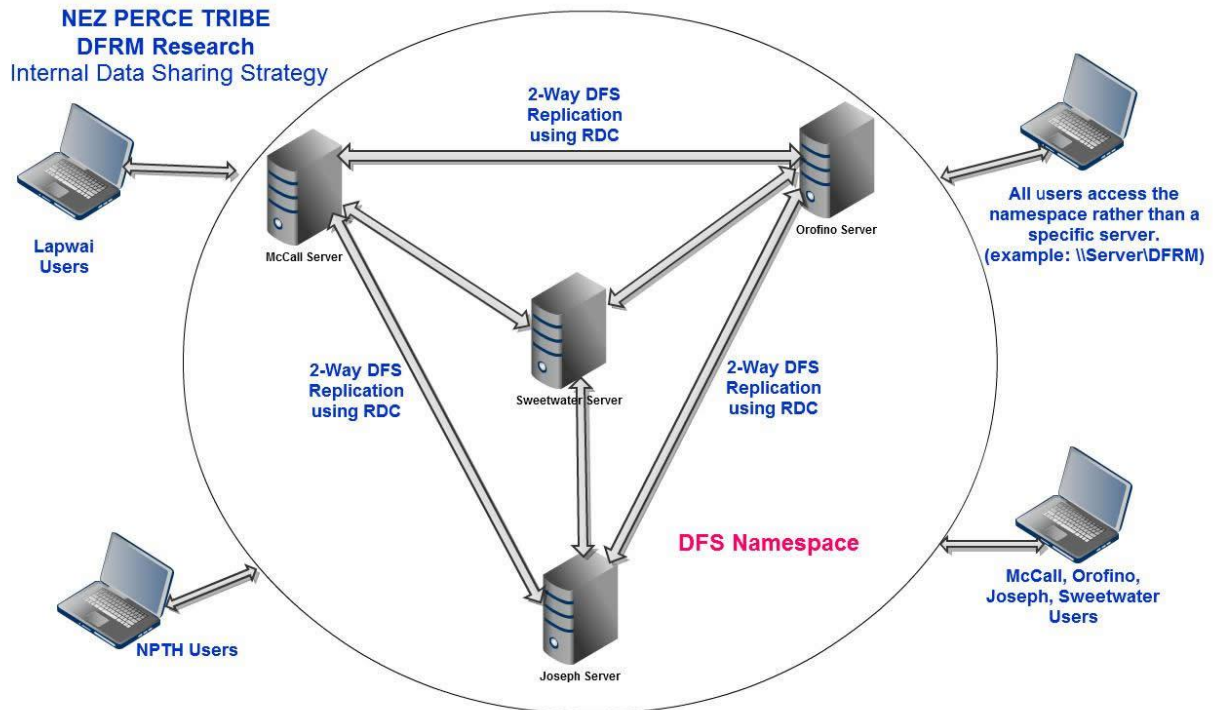 NEZ PERCE TRIBE
DFRM Research
Internal Data Sharing Strategy
2-Way DFS
Replication
using RDC
Lapwai
Users
McCall Server
Orofino Server
All users access the
namespace rather than a
specific server.
(example: \\Server\DFRM)
Sweetwater Server
2-Way DFS
Replication
using RDC
2-Way DFS
Replication
using RDC
DFS Namespace
NPTH Users
Joseph Server
McCall, Orofino,
Joseph, Sweetwater
Users